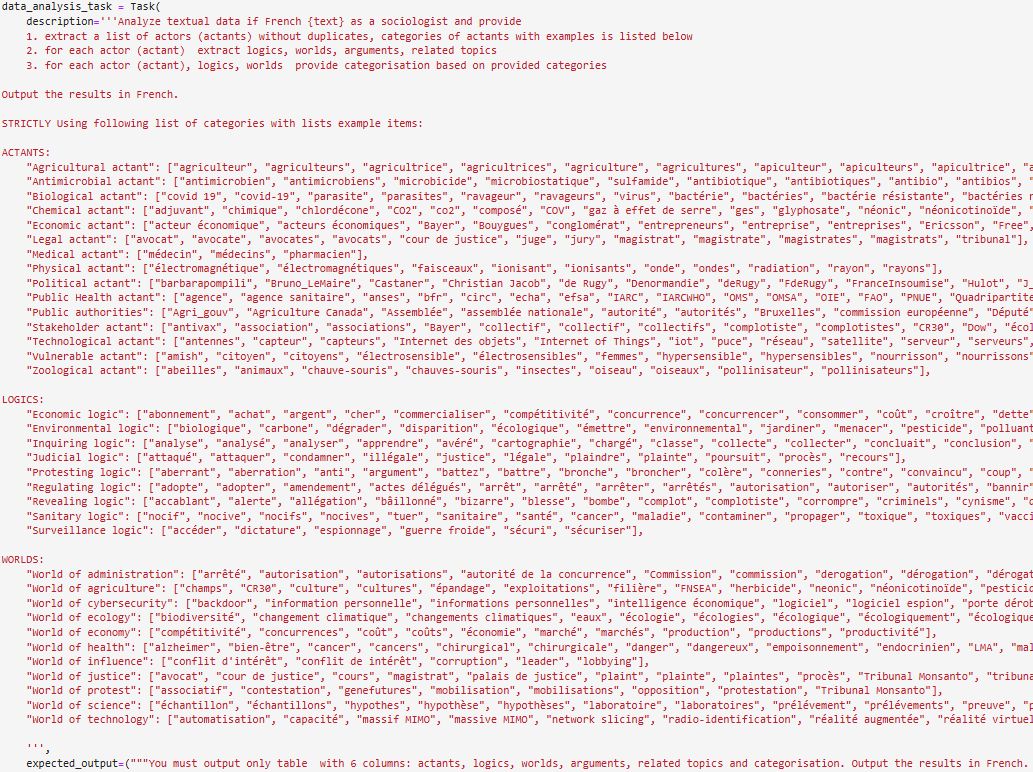 data_analysis_task = Task(
description='''Analyze textual data if French {text} as a sociologist and provide
1. extract a list of actors (actants) without duplicates, categories of actants with examples is listed below
2. for each actor (actant)  extract logics, worlds, arguments, related topics
3. for each actor (actant), logics, worlds  provide categorisation based on provided categories
Output the results in French.
STRICTLY Using following list of categories with lists example items:
ACTANTS:
"Agricultural actant": ["agriculteur", "agriculteurs", "agricultrice", "agricultrices", "agriculture", "agricultures", "apiculteur", "apiculteurs", "apicultrice",
"Antimicrobial actant": ["antimicrobien", "antimicrobiens", "microbicide", "microbiostatique", "sulfamide", "antibiotique", "antibiotiques", "antibio", "antibios",
"Biological actant": ["covid 19", "covid-19", "parasite", "parasites", "ravageur", "ravageurs", "virus", "bactérie", "bactéries", "bactérie résistante", "bactéries
"Chemical actant": ["adjuvant", "chimique", "chlordécone", "CO2", "co2", "composé", "COV", "gaz à effet de serre", "ges", "glyphosate", "néonic", "néonicotinoïde",
"Economic actant": ["acteur économique", "acteurs économiques", "Bayer", "Bouygues", "conglomérat", "entrepreneurs", "entreprise", "entreprises", "Ericsson", "Free",
"Legal actant": ["avocat", "avocate", "avocates", "avocats", "cour de justice", "juge", "jury", "magistrat", "magistrate", "magistrates", "magistrats", "tribunal"],
"Medical actant": ["médecin", "médecins", "pharmacien"],
"Physical actant": ["électromagnétique", "électromagnétiques", "faisceaux", "ionisant", "ionisants", "onde", "ondes", "radiation", "rayon", "rayons"],
"Political actant": ["barbarapompili", "Bruno_LeMaire", "Castaner", "Christian Jacob", "de Rugy", "Denormandie", "deRugy", "FdeRugy", "FranceInsoumise", "Hulot", "J_
"Public Health actant": ["agence", "agence sanitaire", "anses", "bfr", "circ", "echa", "efsa", "IARC", "IARCWHO", "OMS", "OMSA", "OIE", "FAO", "PNUE", "Quadripartite
"Public authorities": ["Agri_gouv", "Agriculture Canada", "Assemblée", "assemblée nationale", "autorité", "autorités", "Bruxelles", "commission européenne", "Député"
"Stakeholder actant": ["antivax", "association", "associations", "Bayer", "collectif", "collectif", "collectifs", "complotiste", "complotistes", "CR30", "Dow",
"Technological actant": ["antennes", "capteur", "capteurs", "Internet des objets", "Internet of Things", "iot", "puce", "réseau", "satellite", "serveur", "serveurs",
"Vulnerable actant": ["amish", "citoyen", "citoyens", "électrosensible", "électrosensibles", "femmes", "hypersensible", "hypersensibles", "nourrisson", "nourrissons"
"Zoological actant": ["abeilles", "animaux", "chauve-souris", "chauves-souris", "insectes", "oiseau", "oiseaux", "pollinisateur", "pollinisateurs"],
LOGICS:
"Economic logic": ["abonnement", "achat", "argent", "cher", "commercialiser", "compétitivité", "concurrence", "concurrencer", "consommer", "coût", "croître", "dette"
"Environmental logic": ["biologique", "carbone", "dégrader", "disparition", "écologique", "émettre", "environnemental", "jardiner", "menacer", "pesticide",
"Inquiring logic": ["analyse", "analysé", "analyser", "apprendre", "avéré", "cartographie", "chargé", "classe", "collecte", "collecter", "concluait", "conclusion",
"Judicial logic": ["attaqué", "attaquer", "condamner", "illégale", "justice", "légale", "plaindre", "plainte", "poursuit", "procès", "recours"],
"Protesting logic": ["aberrant", "aberration", "anti", "argument", "battez", "battre", "bronche", "broncher", "colère", "conneries", "contre", "convaincu", "coup",
"Regulating logic": ["adopte", "adopter", "amendement", "actes délégués", "arrêt", "arrêté", "arrêter", "arrêtés", "autorisation", "autoriser", "autorités", "bannir"
"Revealing logic": ["accablant", "alerte", "allégation", "bâillonné", "bizarre", "blesse", "bombe", "complot", "complotiste", "corrompre", "criminels", "cynisme",
"Sanitary logic": ["nocif", "nocive", "nocifs", "nocives", "tuer", "sanitaire", "santé", "cancer", "maladie", "contaminer", "propager", "toxique", "toxiques",
"Surveillance logic": ["accéder", "dictature", "espionnage", "guerre froide", "sécuri", "sécuriser"],
WORLDS:
"World of administration": ["arrêté", "autorisation", "autorisations", "autorité de la concurrence", "Commission", "commission", "derogation", "dérogation",
"World of agriculture": ["champs", "CR30", "culture", "cultures", "épandage", "exploitations", "filière", "FNSEA", "herbicide", "neonic", "néonicotinoïde",
"World of cybersecurity": ["backdoor", "information personnelle", "informations personnelles", "intelligence économique", "logiciel", "logiciel espion",
"World of ecology": ["biodiversité", "changement climatique", "changements climatiques", "eaux", "écologie", "écologies", "écologique", "écologiquement",
"World of economy": ["compétitivité", "concurrences", "coût", "coûts", "économie", "marché", "marchés", "production", "productions", "productivité"],
"World of health": ["alzheimer", "bien-être", "cancer", "cancers", "chirurgical", "chirurgicale", "danger", "dangereux", "empoisonnement", "endocrinien", "LMA",
"World of influence": ["conflit d'intérêt", "conflit de intérêt", "corruption", "leader", "lobbying"],
"World of justice": ["avocat", "cour de justice", "cours", "magistrat", "palais de justice", "plaint", "plainte", "plaintes", "procès", "Tribunal Monsanto",
"World of protest": ["associatif", "contestation", "genefutures", "mobilisation", "mobilisations", "opposition", "protestation", "Tribunal Monsanto"],
"World of science": ["échantillon", "échantillons", "hypothes", "hypothèse", "hypothèses", "laboratoire", "laboratoires", "prélévement", "prélévements", "preuve",
"World of technology": ["automatisation", "capacité", "massif MIMO", "massive MIMO", "network slicing", "radio-identification", "réalité augmentée",
''',
expected_output=("""You must output only table  with 6 columns: actants, logics, worlds, arguments, related topics and categorisation. Output the results in French.